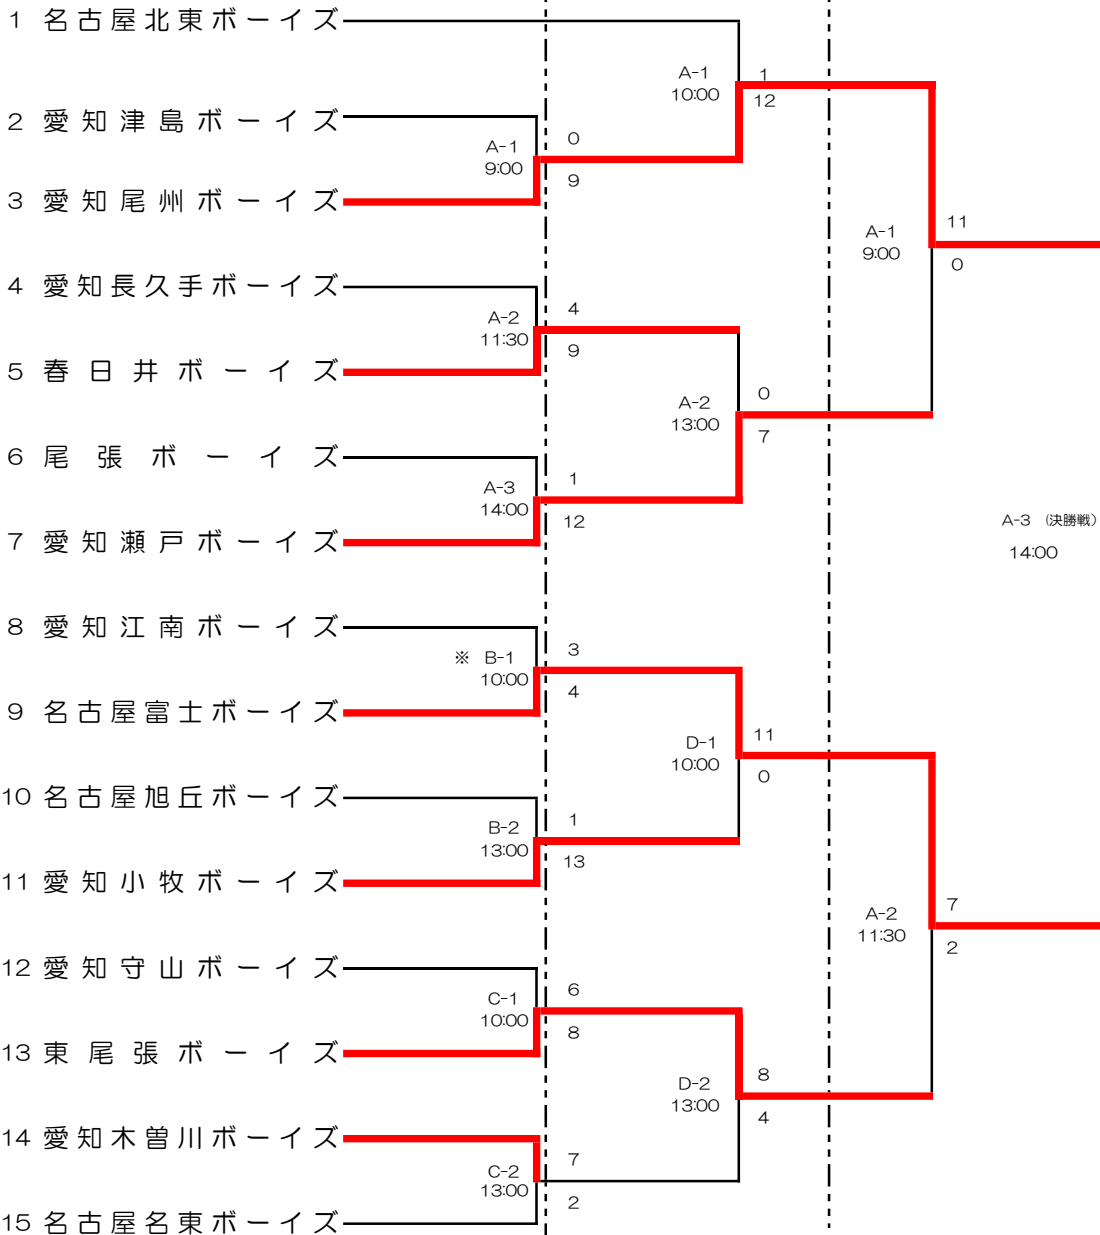 1 名古屋北東ボーイズ
A-1
10:00
1
12
2 愛知津島ボーイズ
A-1
9:00
0
9
3 愛知尾州ボーイズ
A-1
9:00
11
0
4 愛知長久手ボーイズ
A-2
11:30
4
9
5 春日井ボーイズ
A-2
13:00
0
7
6 尾張ボーイズ
A-3
14:00
1
12
7 愛知瀬戸ボーイズ
A-3 (決勝戦)
14:00
8 愛知江南ボーイズ
※ B-1
10:00
3
4
9 名古屋富士ボーイズ
D-1
10:00
11
0
10 名古屋旭丘ボーイズ
B-2
13:00
1
13
11 愛知小牧ボーイズ
A-2
11:30
7
2
12 愛知守山ボーイズ
C-1
10:00
6
8
13 東尾張ボーイズ
D-2
13:00
8
4
14 愛知木曽川ボーイズ
C-2
13:00
7
2
15 名古屋名東ボーイズ